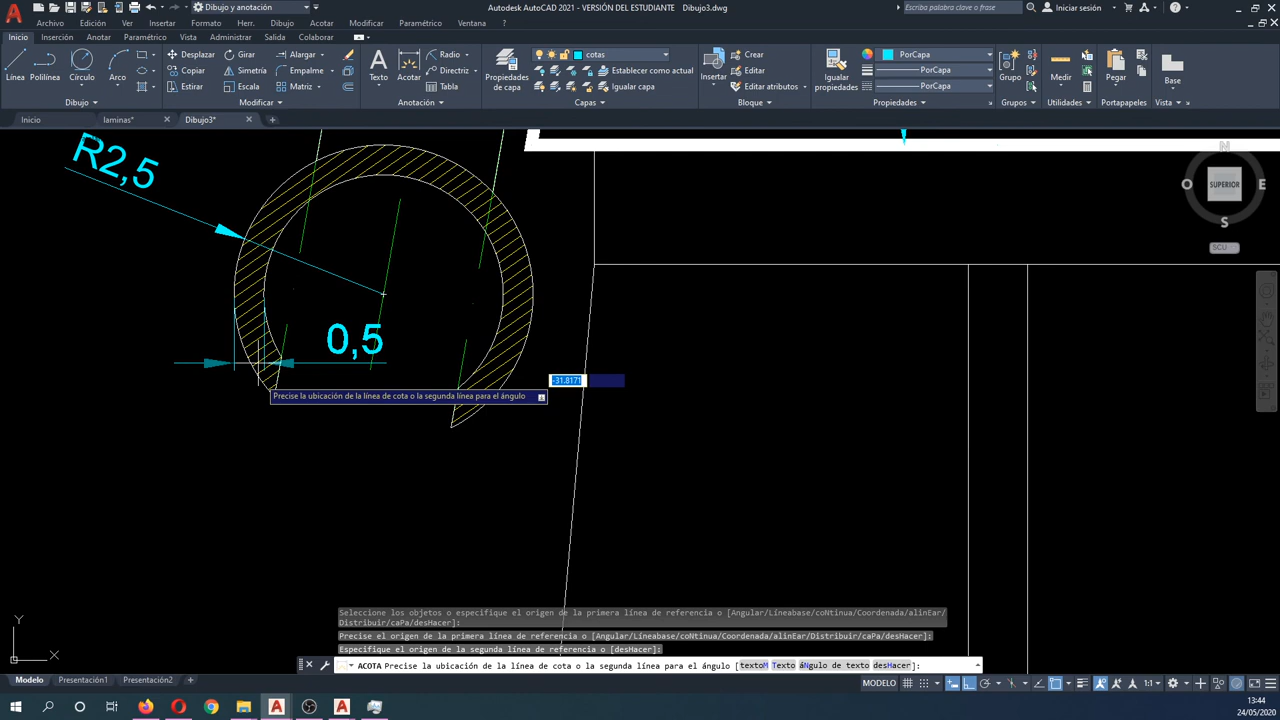 Dibujo y anotación
Autodesk AutoCAD 2021 - VERSIÓN DEL ESTUDIANTE Dibujo3.dwg
Escriba palabra clave o frase
Iniciar sesión
Archivo Edición Ver Insertar Formato Herr. Dibujo Acotar Modificar Paramétrico Ventana
Inicio Inserción Anotar Paramétrico Vista Administrar Salida Colaborar
Línea Polilínea Círculo Arco
Desplazar Girar Alargar
Copiar Simetría Empalme
Estirar Escala Matriz
Texto Acotar
Radio
Directriz
Tabla
Propiedades de capa
cotas
Establecer como actual
Igualar capa
Insertar
Crear
Editar
Editar atributos
Igualar propiedades
PorCapa
PorCapa
PorCapa
Grupo
Medir
Pegar
Base
Dibujo Modificar Anotación Capas Bloque Propiedades Grupos Utilidades Portapapeles Vista
Inicio laminas* Dibujo3*
R2,5
0,5
N
O SUPERIOR E
S
SCU
-31.8171
Precise la ubicación de la línea de cota o la segunda línea para el ángulo
Seleccione los objetos o especifique el origen de la primera línea de referencia o [Angular/Líneabase/coNtinua/Coordenada/alinEar/
Distribuir/caPa/desHacer]:
Precise el origen de la primera línea de referencia o [Angular/Líneabase/coNtinua/Coordenada/alinEar/Distribuir/caPa/desHacer]:
Especifique el origen de la segunda línea de referencia o [desHacer]:
ACOTA Precise la ubicación de la línea de cota o la segunda línea para el ángulo [textoM Texto áNgulo de texto desHacer]:
Y
X
Modelo Presentación1 Presentación2
MODELO
1:1
13:44
24/05/2020